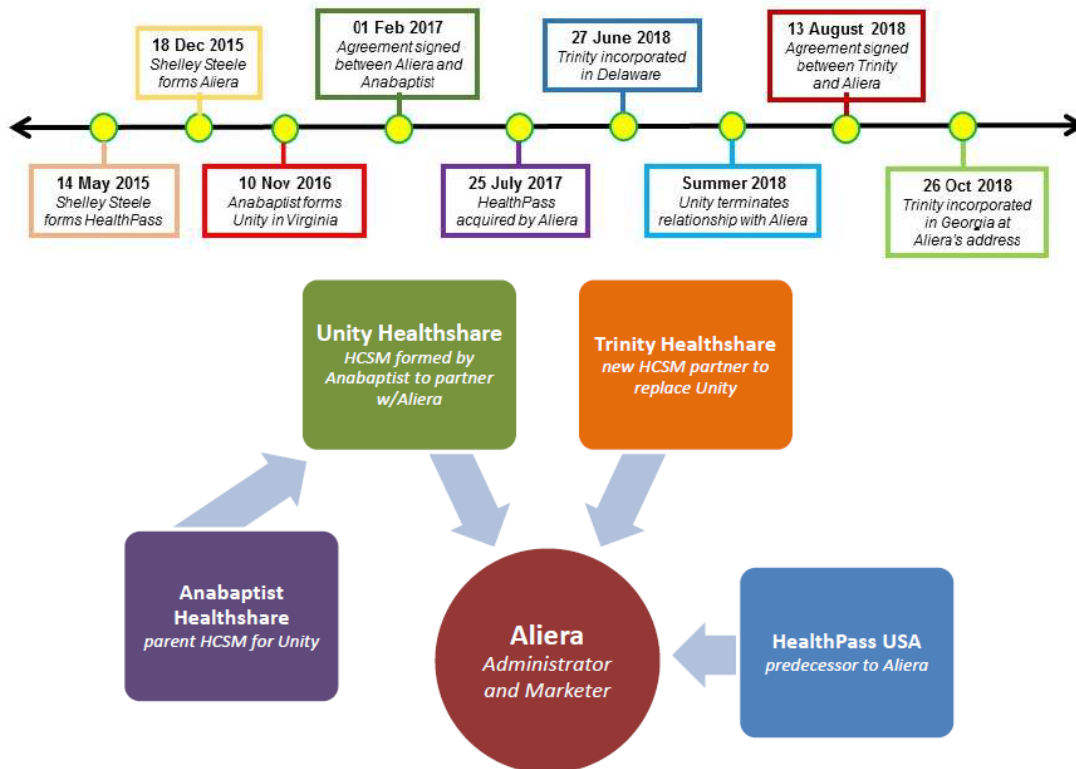 18 Dec 2015
Shelley Steele
forms Aliera
01 Feb 2017
Agreement signed
between Aliera and
Anabaptist
27 June 2018
Trinity incorporated
in Delaware
13 August 2018
Agreement signed
between Trinity
and Aliera
14 May 2015
Shelley Steele
forms HealthPass
10 Nov 2016
Anabaptist forms
Unity in Virginia
25 July 2017
HealthPass
acquired by Aliera
Summer 2018
Unity terminates
relationship with Aliera
26 Oct 2018
Trinity incorporated
in Georgia at
Aliera's address
Unity Healthshare
HCSM formed by
Anabaptist to partner
w/Aliera
Trinity Healthshare
new HCSM partner to
replace Unity
Anabaptist
Healthshare
parent HCSM for Unity
Aliera
Administrator
and Marketer
HealthPass USA
predecessor to Aliera